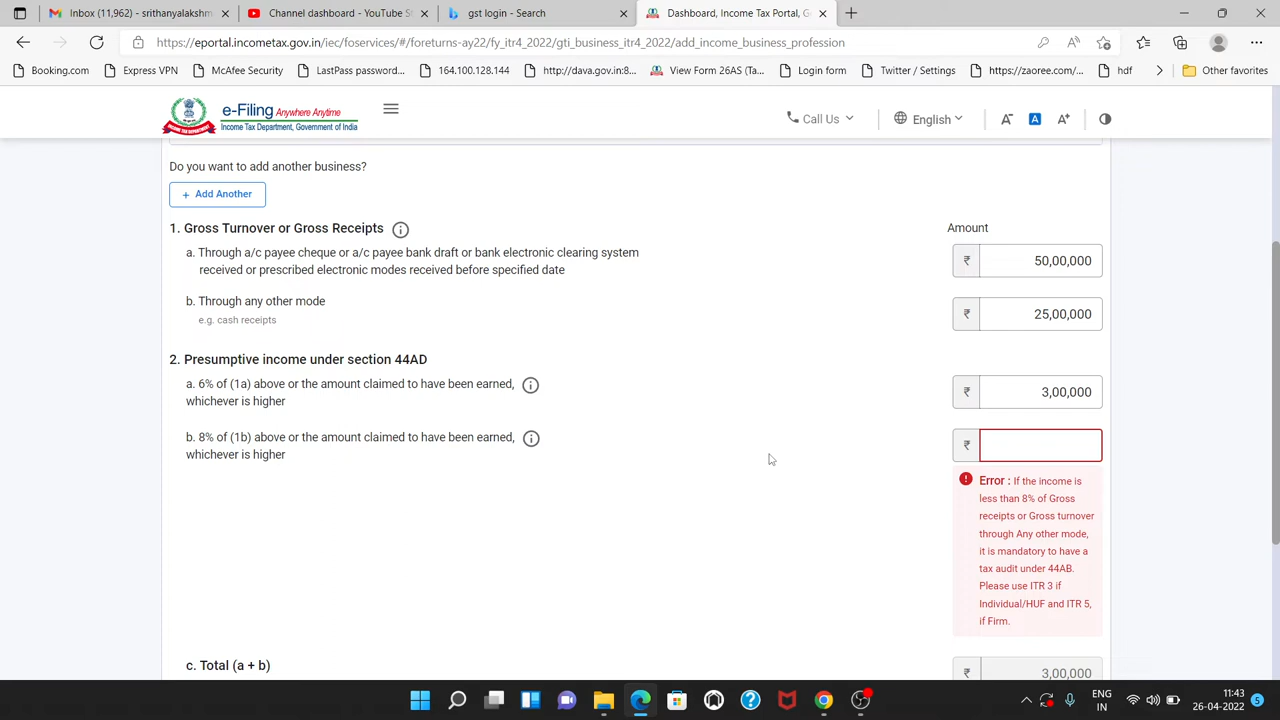 Inbox (11,962) - srithanyalakshm
Channel dashboard - YouTube S
gst login - Search
Dashboard, Income Tax Portal, G
https://eportal.incometax.gov.in/iec/foservices/#/foreturns-ay22/fy_itr4_2022/gti_business_itr4_2022/add_income_business_profession
Booking.com Express VPN McAfee Security LastPass password... 164.100.128.144 http://dava.gov.in:8... View Form 26AS (Ta... Login form Twitter / Settings https://zaoree.com/... hdf Other favorites
e-Filing Anywhere Anytime
Income Tax Department, Government of India
Call Us English A- A A+
Do you want to add another business?
+ Add Another
1. Gross Turnover or Gross Receipts Amount
a. Through a/c payee cheque or a/c payee bank draft or bank electronic clearing system
received or prescribed electronic modes received before specified date
₹ 50,00,000
b. Through any other mode
e.g. cash receipts
₹ 25,00,000
2. Presumptive income under section 44AD
a. 6% of (1a) above or the amount claimed to have been earned,
whichever is higher
₹ 3,00,000
b. 8% of (1b) above or the amount claimed to have been earned,
whichever is higher
₹
Error : If the income is
less than 8% of Gross
receipts or Gross turnover
through Any other mode,
it is mandatory to have a
tax audit under 44AB.
Please use ITR 3 if
Individual/HUF and ITR 5,
if Firm.
c. Total (a + b)
₹ 3,00,000
ENG
IN
11:43
26-04-2022
5